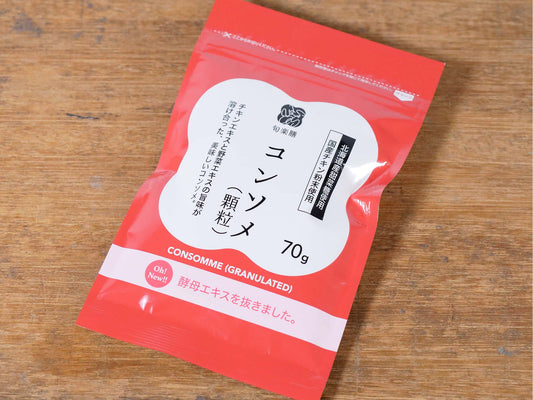 旬楽膳
北海道産甜菜糖使用
国産チキン粉末使用
コンソメ
(顆粒)
チキンエキスと野菜エキスの旨味が
溶け合った、美味しいコンソメ。
70g
CONSOMME (GRANULATED)
Oh!
New!!
酵母エキスを抜きました。